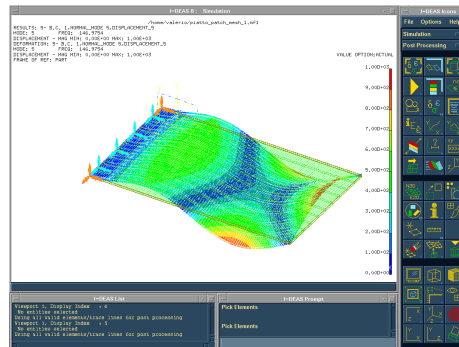 I-DEAS 8 : Simulation
/home/valerio/piatto_patch_mesh_1.mf1
RESULTS: 5- B.C. 1,NORMAL_MODE 5,DISPLACEMENT_5
MODE: 5 FREQ: 146.9754
DISPLACEMENT - MAG MIN: 0.00E+00 MAX: 1.00E+03
DEFORMATION: 5- B.C. 1,NORMAL_MODE 5,DISPLACEMENT_5
MODE: 5 FREQ: 146.9754
DISPLACEMENT - MAG MIN: 0.00E+00 MAX: 1.00E+03
FRAME OF REF: PART
VALUE OPTION:ACTUAL
1.00D+03
9.00D+02
8.00D+02
7.00D+02
6.00D+02
5.00D+02
4.00D+02
3.00D+02
2.00D+02
1.00D+02
0.00D+00
I-DEAS Icons
File Options Help
Simulation
Post Processing
I-DEAS List
Viewport 1, Display Index : 4
No entities selected
Using all valid elements/trace lines for post processing
Viewport 1, Display Index : 5
No entities selected
Using all valid elements/trace lines for post processing
I-DEAS Prompt
Pick Elements
Pick Elements